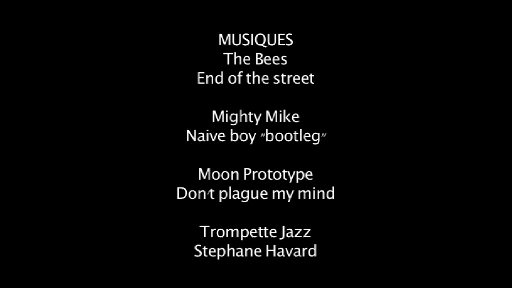 MUSIQUES
The Bees
End of the street
Mighty Mike
Naive boy "bootleg"
Moon Prototype
Don't plague my mind
Trompette Jazz
Stephane Havard